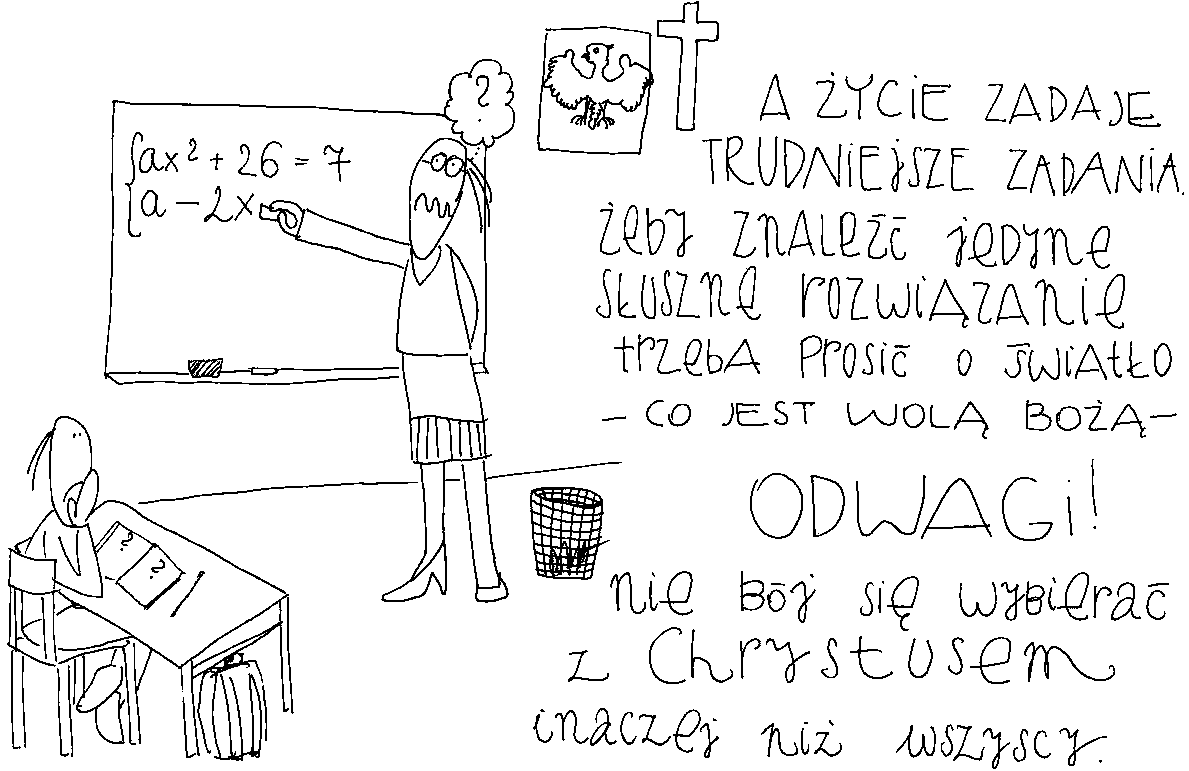 ?
{ax² + 26 = 7
{a - 2x
? ?
A ŻYCIE ZADAJE
TRUDNIEJSZE ZADANIA.
żeby ZNALEŹĆ jedyne
słuszne rozwiązanie
trzeba prosić o światło
- CO JEST WOLĄ BOŻĄ -
ODWAGi!
nie bój się wybierać
z Chrystusem
inaczej niż wszyscy.